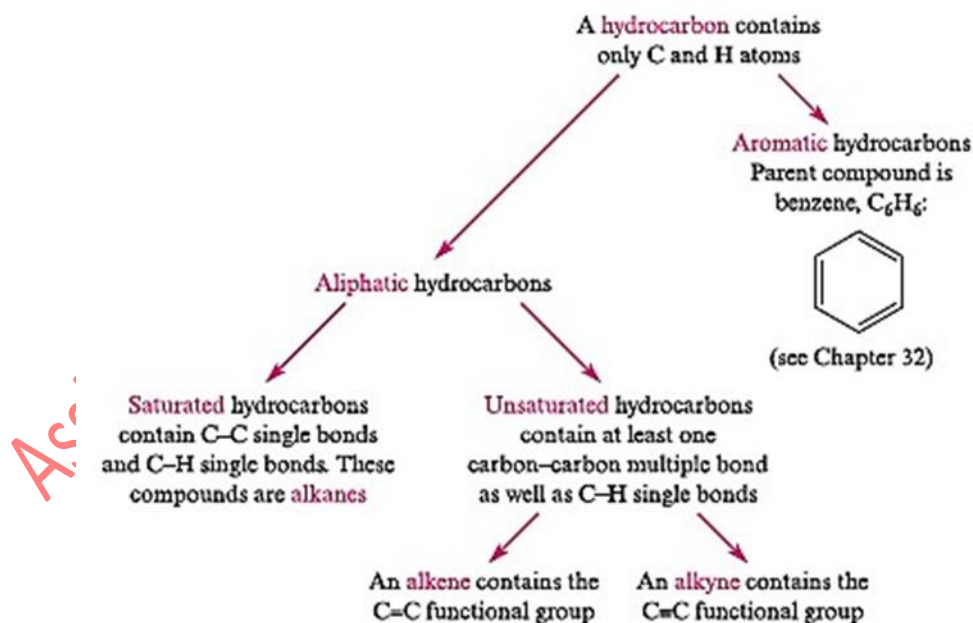 A hydrocarbon contains
only C and H atoms
Aromatic hydrocarbons
Parent compound is
benzene, C₆H₆:
(see Chapter 32)
Aliphatic hydrocarbons
Saturated hydrocarbons
contain C–C single bonds
and C–H single bonds. These
compounds are alkanes
Unsaturated hydrocarbons
contain at least one
carbon–carbon multiple bond
as well as C–H single bonds
An alkene contains the
C=C functional group
An alkyne contains the
C≡C functional group